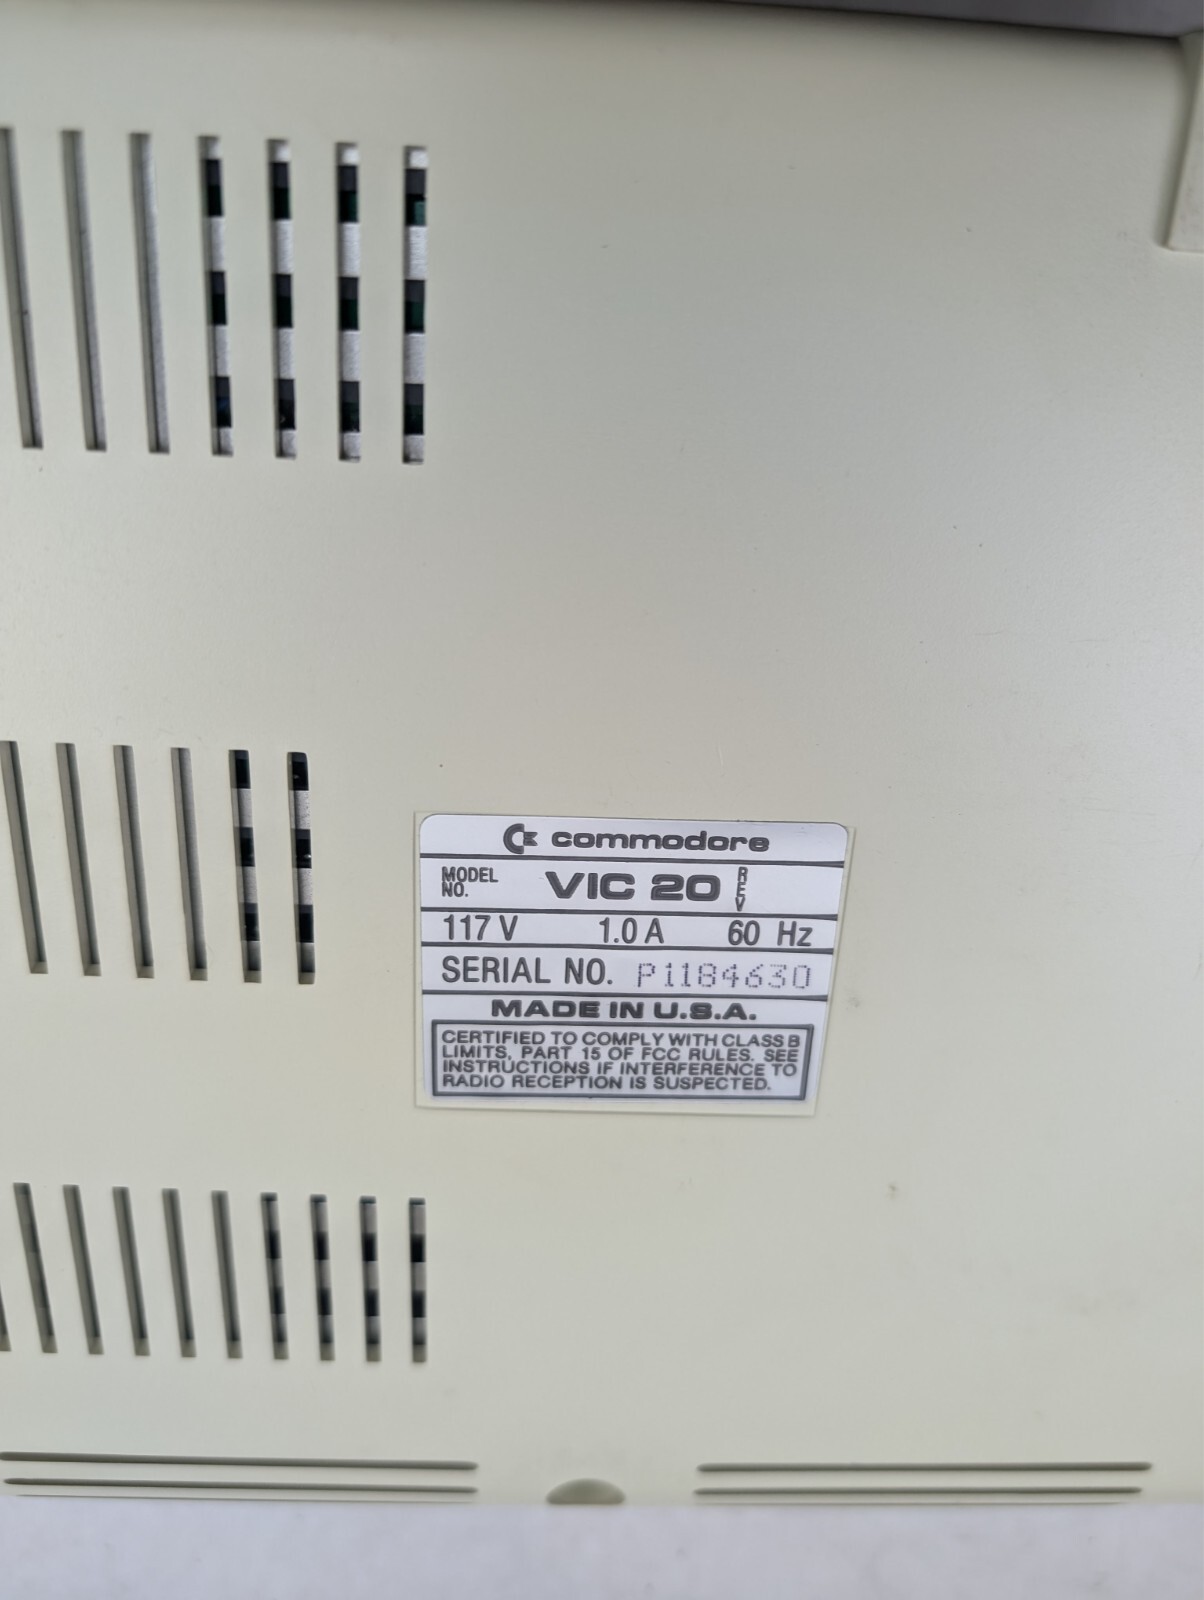 commodore
MODEL NO. VIC 20 REV
117 V 1.0 A 60 Hz
SERIAL NO. P1184630
MADE IN U.S.A.
CERTIFIED TO COMPLY WITH CLASS B
LIMITS, PART 15 OF FCC RULES. SEE
INSTRUCTIONS IF INTERFERENCE TO
RADIO RECEPTION IS SUSPECTED.